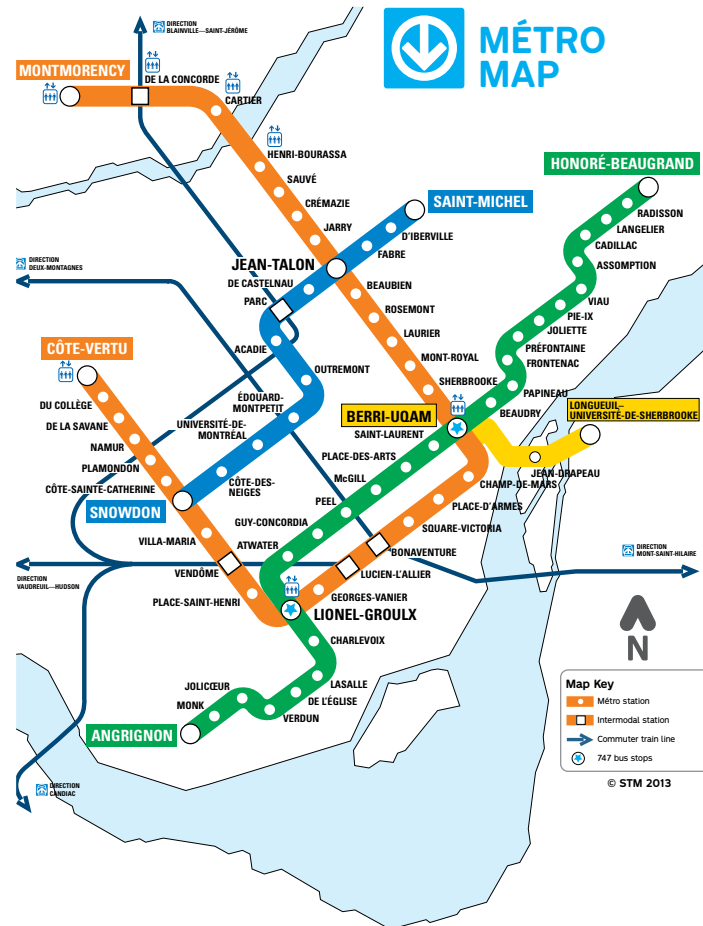 DIRECTION
BLAINVILLE—SAINT-JÉRÔME
MÉTRO
MAP
MONTMORENCY
DE LA CONCORDE
CARTIER
HENRI-BOURASSA
SAUVÉ
CRÉMAZIE
JARRY
HONORÉ-BEAUGRAND
SAINT-MICHEL
RADISSON
LANGELIER
CADILLAC
ASSOMPTION
VIAU
PIE-IX
JOLIETTE
PRÉFONTAINE
FRONTENAC
PAPINEAU
BEAUDRY
D'IBERVILLE
FABRE
JEAN-TALON
DE CASTELNAU
PARC
ACADIE
OUTREMONT
ÉDOUARD-
MONTPETIT
UNIVERSITÉ-DE-
MONTRÉAL
CÔTE-DES-
NEIGES
DIRECTION
DEUX-MONTAGNES
BEAUBIEN
ROSEMONT
LAURIER
MONT-ROYAL
SHERBROOKE
BERRI-UQAM
LONGUEUIL–
UNIVERSITÉ-DE-SHERBROOKE
JEAN-DRAPEAU
CÔTE-VERTU
DU COLLÈGE
DE LA SAVANE
NAMUR
PLAMONDON
CÔTE-SAINTE-CATHERINE
SNOWDON
VILLA-MARIA
VENDÔME
PLACE-SAINT-HENRI
SAINT-LAURENT
PLACE-DES-ARTS
McGILL
PEEL
GUY-CONCORDIA
ATWATER
CHAMP-DE-MARS
PLACE-D'ARMES
SQUARE-VICTORIA
BONAVENTURE
LUCIEN-L'ALLIER
GEORGES-VANIER
LIONEL-GROULX
DIRECTION
MONT-SAINT-HILAIRE
DIRECTION
VAUDREUIL—HUDSON
CHARLEVOIX
LASALLE
DE L'ÉGLISE
VERDUN
JOLICŒUR
MONK
ANGRIGNON
DIRECTION
CANDIAC
N
Map Key
Métro station
Intermodal station
Commuter train line
747 bus stops
© STM 2013